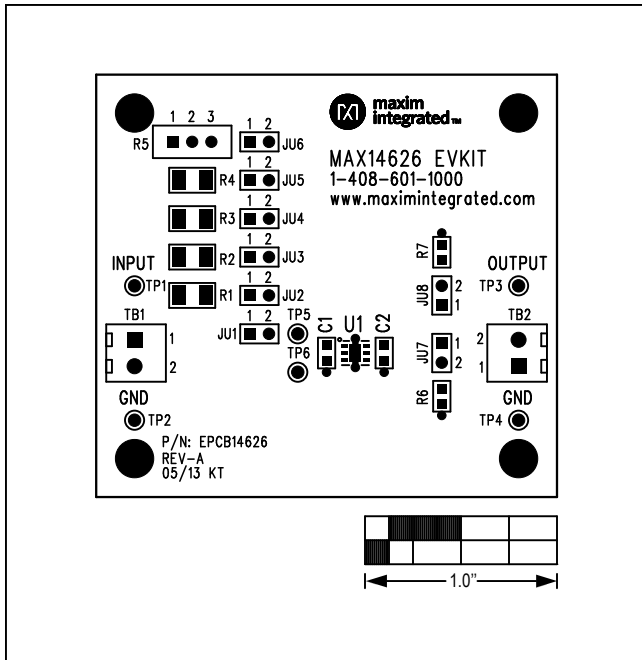 maxim
integrated™
1 2 3
R5
1 2
JU6
MAX14626 EVKIT
1-408-601-1000
www.maximintegrated.com
R4
1 2
JU5
R3
1 2
JU4
R2
1 2
JU3
R1
1 2
JU2
JU1
1 2
INPUT
TP1
TB1
1
2
GND
TP2
TP5
TP6
C1
U1
C2
R7
JU8
2
1
JU7
1
2
R6
OUTPUT
TP3
TB2
2
1
GND
TP4
P/N: EPCB14626
REV-A
05/13 KT
1.0"